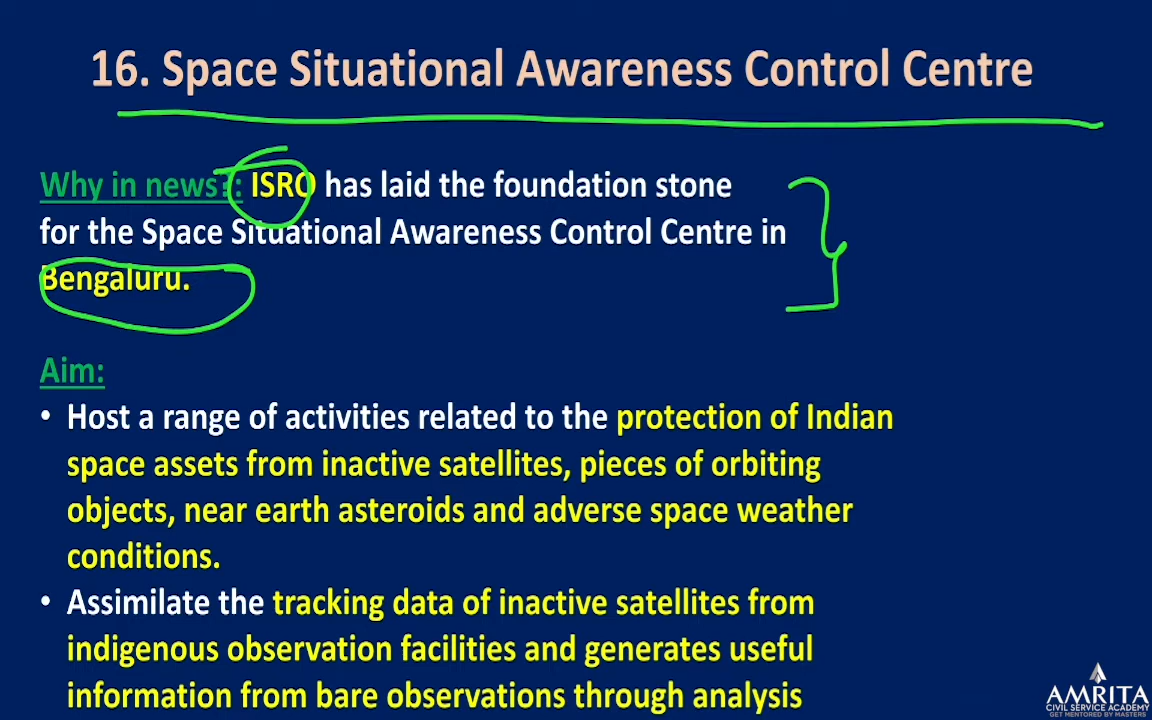 16. Space Situational Awareness Control Centre
Why in news?: ISRO has laid the foundation stone
for the Space Situational Awareness Control Centre in
Bengaluru.
Aim:
• Host a range of activities related to the protection of Indian
space assets from inactive satellites, pieces of orbiting
objects, near earth asteroids and adverse space weather
conditions.
• Assimilate the tracking data of inactive satellites from
indigenous observation facilities and generates useful
information from bare observations through analysis
AMRITA
CIVIL SERVICE ACADEMY
GET MENTORED BY MASTERS